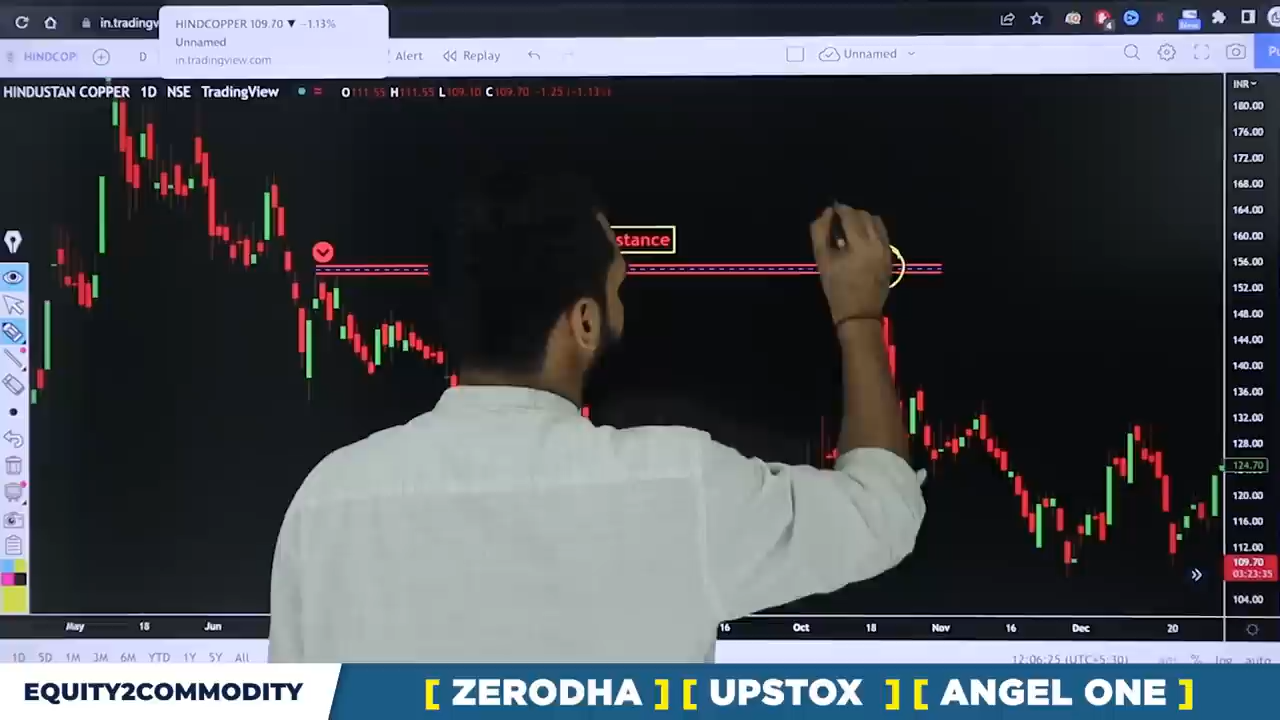 in.tradingv
HINDCOPPER 109.70 ▼ −1.13%
Unnamed
in.tradingview.com
4
New
HINDCOP
D
Alert
Replay
Unnamed
HINDUSTAN COPPER 1D NSE TradingView
O111.55 H111.55 L109.10 C109.70 −1.25 (−1.13%)
INR
180.00
176.00
172.00
168.00
164.00
160.00
156.00
152.00
148.00
144.00
140.00
136.00
132.00
128.00
124.70
120.00
116.00
112.00
109.70
03:23:35
104.00
stance
May 18 Jun 16 Oct 18 Nov 16 Dec 20
1D 5D 1M 3M 6M YTD 1Y 5Y All
12:06:25 (UTC+5:30) % log auto
EQUITY2COMMODITY
[ ZERODHA ] [ UPSTOX ] [ ANGEL ONE ]